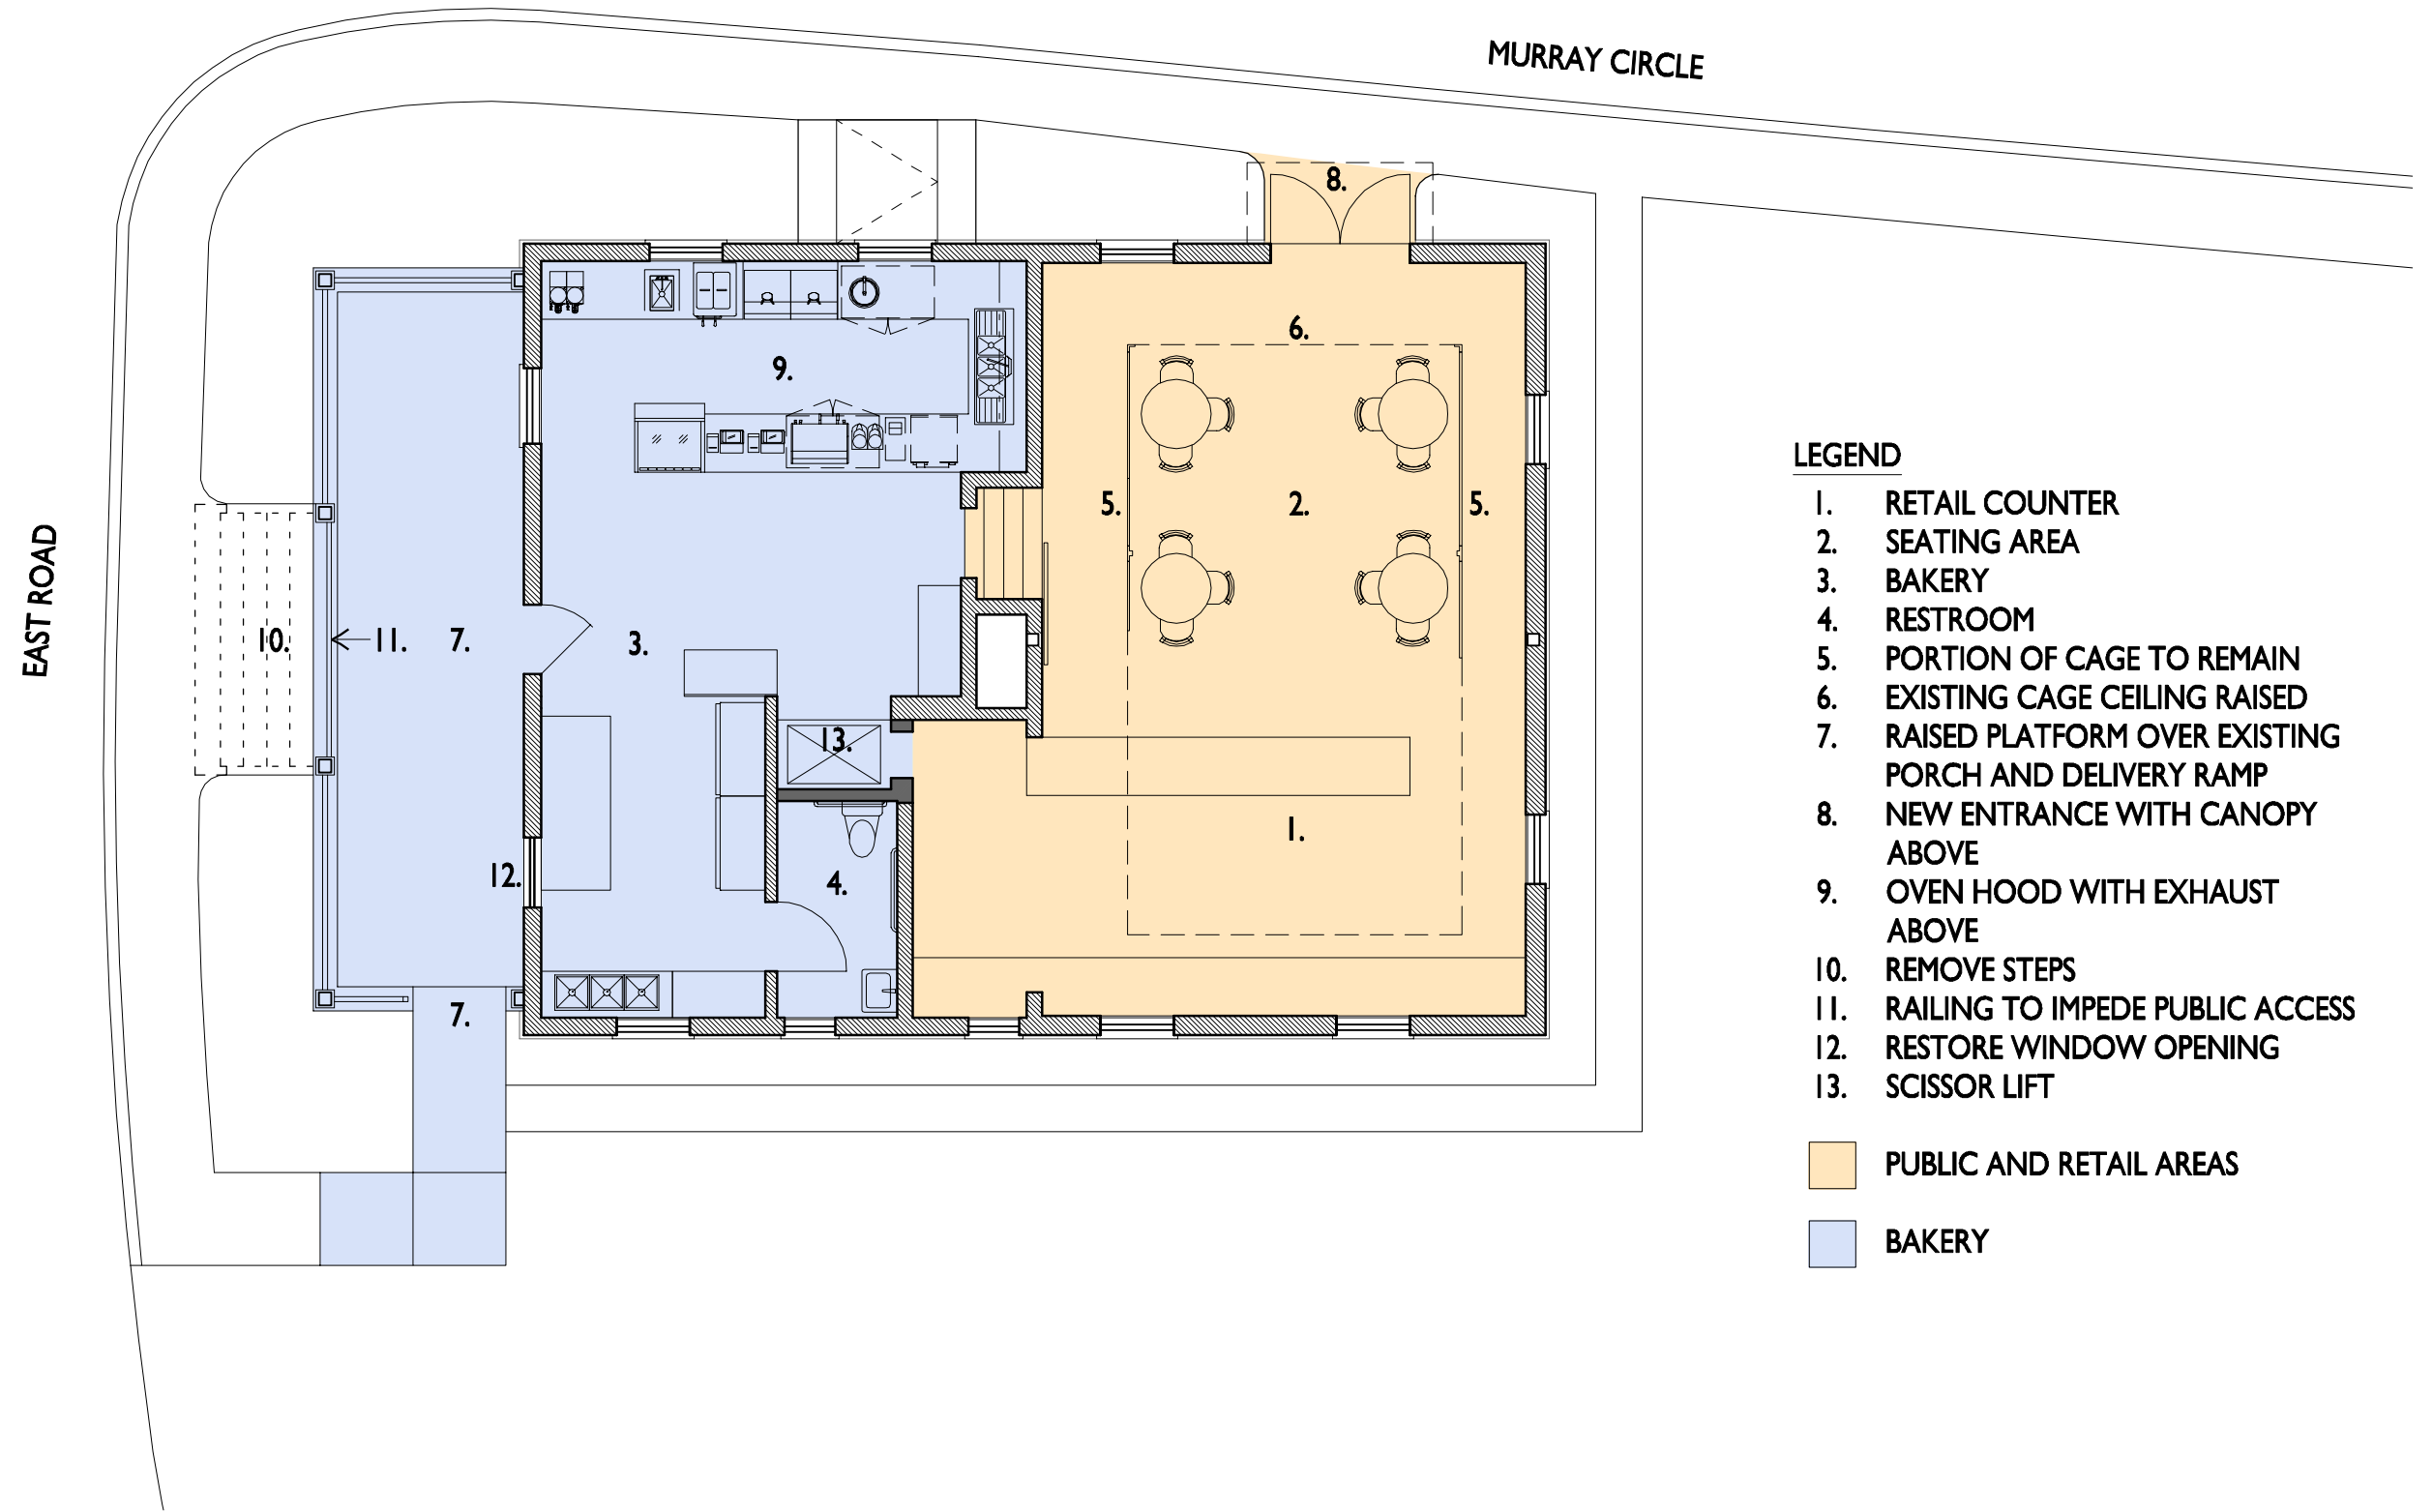 MURRAY CIRCLE
EAST ROAD
8.
6.
9.
5.
2.
5.
10.
11.
7.
3.
13.
1.
12.
4.
7.
LEGEND
1. RETAIL COUNTER
2. SEATING AREA
3. BAKERY
4. RESTROOM
5. PORTION OF CAGE TO REMAIN
6. EXISTING CAGE CEILING RAISED
7. RAISED PLATFORM OVER EXISTING
PORCH AND DELIVERY RAMP
8. NEW ENTRANCE WITH CANOPY
ABOVE
9. OVEN HOOD WITH EXHAUST
ABOVE
10. REMOVE STEPS
11. RAILING TO IMPEDE PUBLIC ACCESS
12. RESTORE WINDOW OPENING
13. SCISSOR LIFT
PUBLIC AND RETAIL AREAS
BAKERY